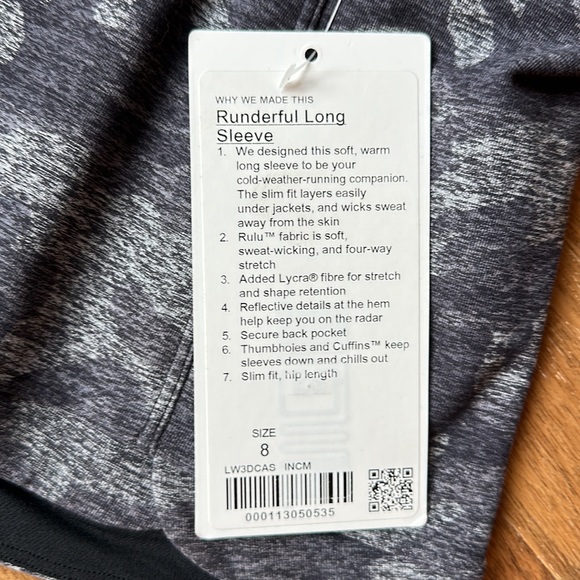 WHY WE MADE THIS
Runderful Long
Sleeve
1. We designed this soft, warm
long sleeve to be your
cold-weather-running companion.
The slim fit layers easily
under jackets, and wicks sweat
away from the skin
2. Rulu™ fabric is soft,
sweat-wicking, and four-way
stretch
3. Added Lycra® fibre for stretch
and shape retention
4. Reflective details at the hem
help keep you on the radar
5. Secure back pocket
6. Thumbholes and Cuffins™ keep
sleeves down and chills out
7. Slim fit, hip length
SIZE
8
LW3DCAS INCM
000113050535